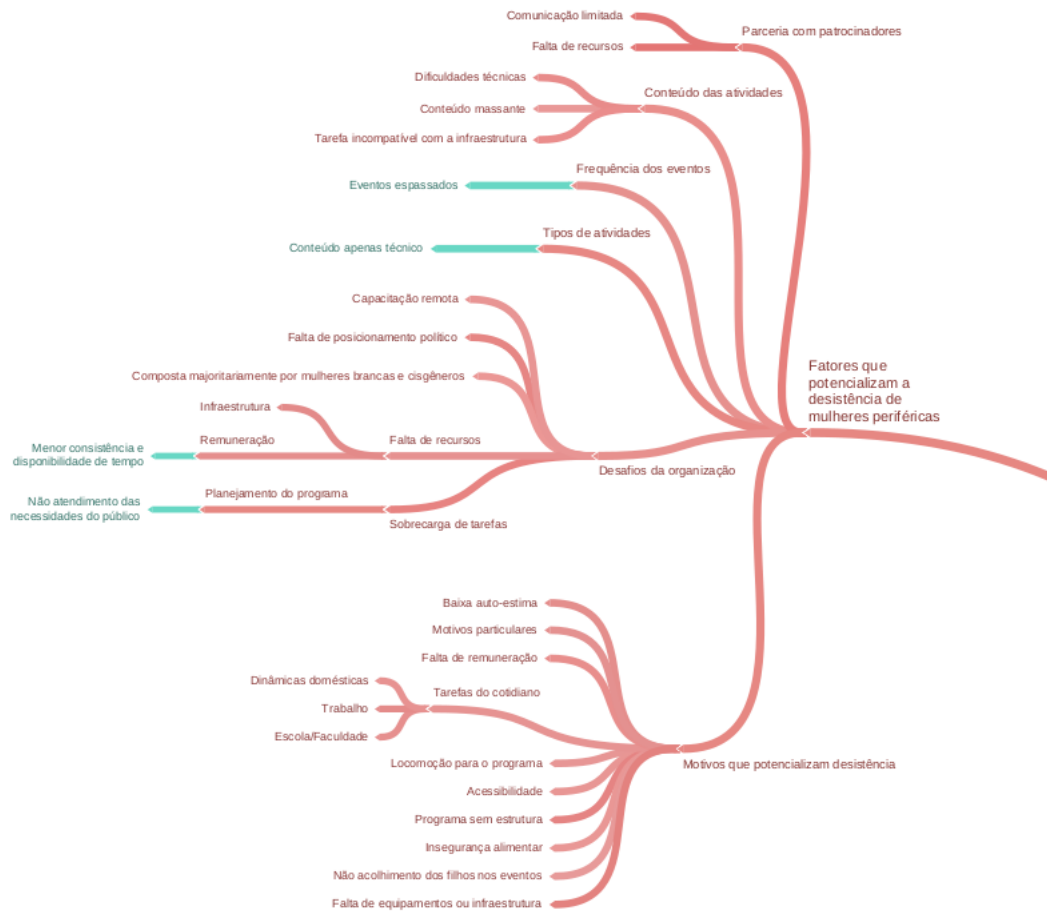 Comunicação limitada
Parceria com patrocinadores
Falta de recursos
Dificuldades técnicas
Conteúdo das atividades
Conteúdo massante
Tarefa incompatível com a infraestrutura
Frequência dos eventos
Eventos espassados
Tipos de atividades
Conteúdo apenas técnico
Capacitação remota
Falta de posicionamento político
Composta majoritariamente por mulheres brancas e cisgêneros
Fatores que
potencializam a
desistência de
mulheres periféricas
Infraestrutura
Remuneração
Falta de recursos
Menor consistência e
disponibilidade de tempo
Desafios da organização
Planejamento do programa
Não atendimento das
necessidades do público
Sobrecarga de tarefas
Baixa auto-estima
Motivos particulares
Falta de remuneração
Dinâmicas domésticas
Tarefas do cotidiano
Trabalho
Escola/Faculdade
Locomoção para o programa
Motivos que potencializam desistência
Acessibilidade
Programa sem estrutura
Insegurança alimentar
Não acolhimento dos filhos nos eventos
Falta de equipamentos ou infraestrutura